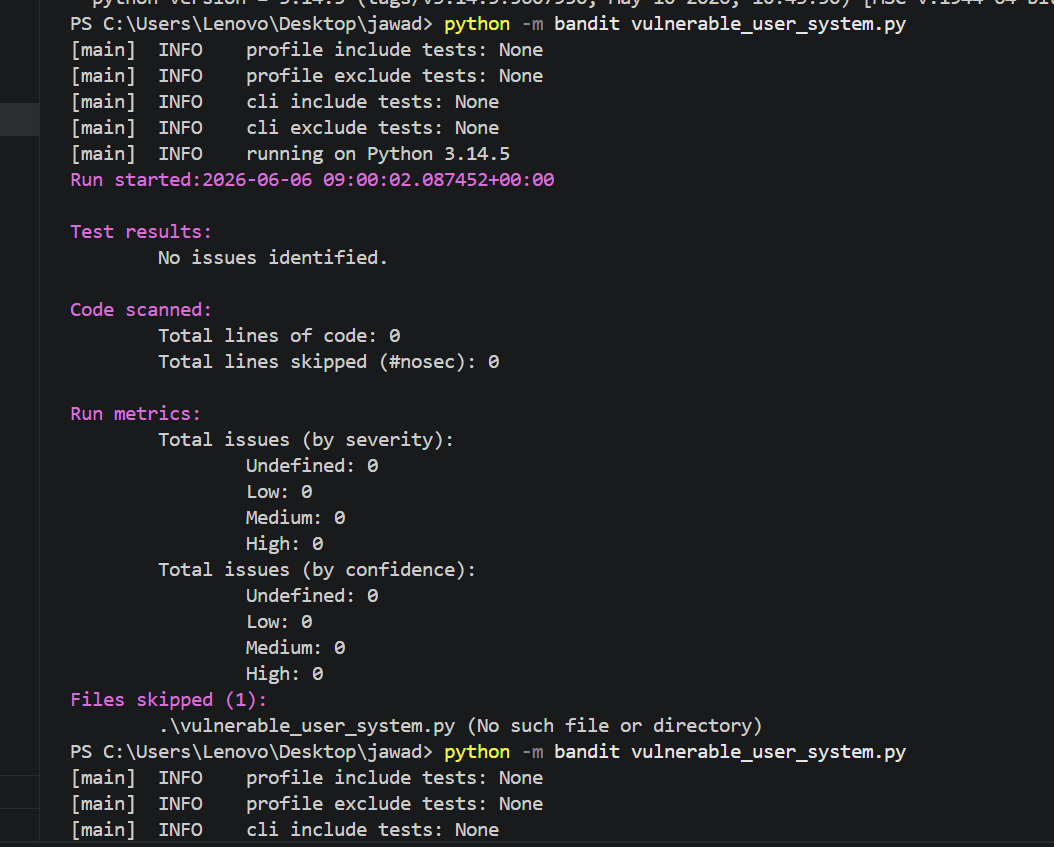 PS C:\Users\Lenovo\Desktop\jawad> python -m bandit vulnerable_user_system.py
[main]  INFO    profile include tests: None
[main]  INFO    profile exclude tests: None
[main]  INFO    cli include tests: None
[main]  INFO    cli exclude tests: None
[main]  INFO    running on Python 3.14.5
Run started:2026-06-06 09:00:02.087452+00:00
Test results:
No issues identified.
Code scanned:
Total lines of code: 0
Total lines skipped (#nosec): 0
Run metrics:
Total issues (by severity):
Undefined: 0
Low: 0
Medium: 0
High: 0
Total issues (by confidence):
Undefined: 0
Low: 0
Medium: 0
High: 0
Files skipped (1):
.\vulnerable_user_system.py (No such file or directory)
PS C:\Users\Lenovo\Desktop\jawad> python -m bandit vulnerable_user_system.py
[main]  INFO    profile include tests: None
[main]  INFO    profile exclude tests: None
[main]  INFO    cli include tests: None